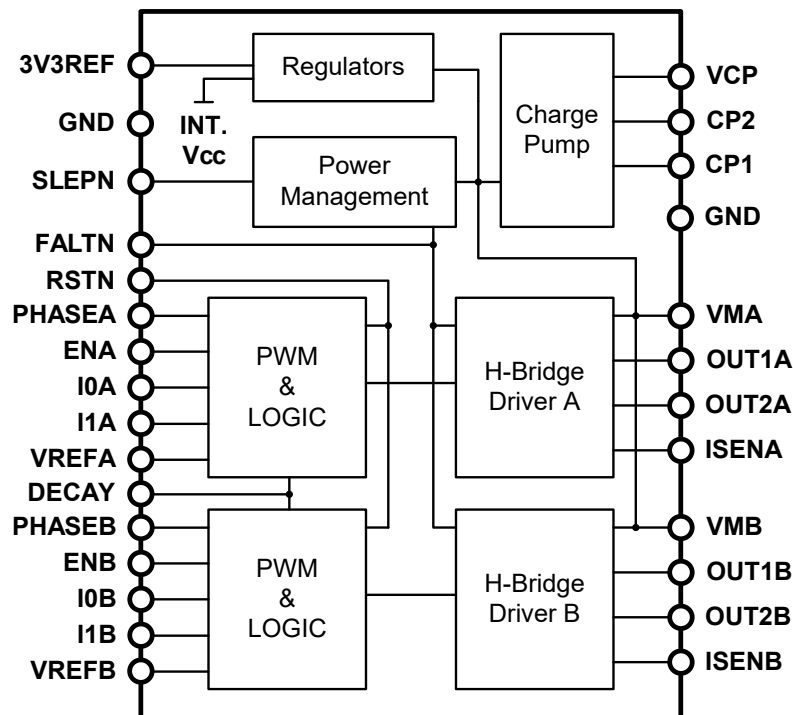 3V3REF
GND
SLEPN
FALTN
RSTN
PHASEA
ENA
I0A
I1A
VREFA
DECAY
PHASEB
ENB
I0B
I1B
VREFB
Regulators
INT.
Vcc
Power
Management
Charge
Pump
PWM
&
LOGIC
H-Bridge
Driver A
PWM
&
LOGIC
H-Bridge
Driver B
VCP
CP2
CP1
GND
VMA
OUT1A
OUT2A
ISENA
VMB
OUT1B
OUT2B
ISENB